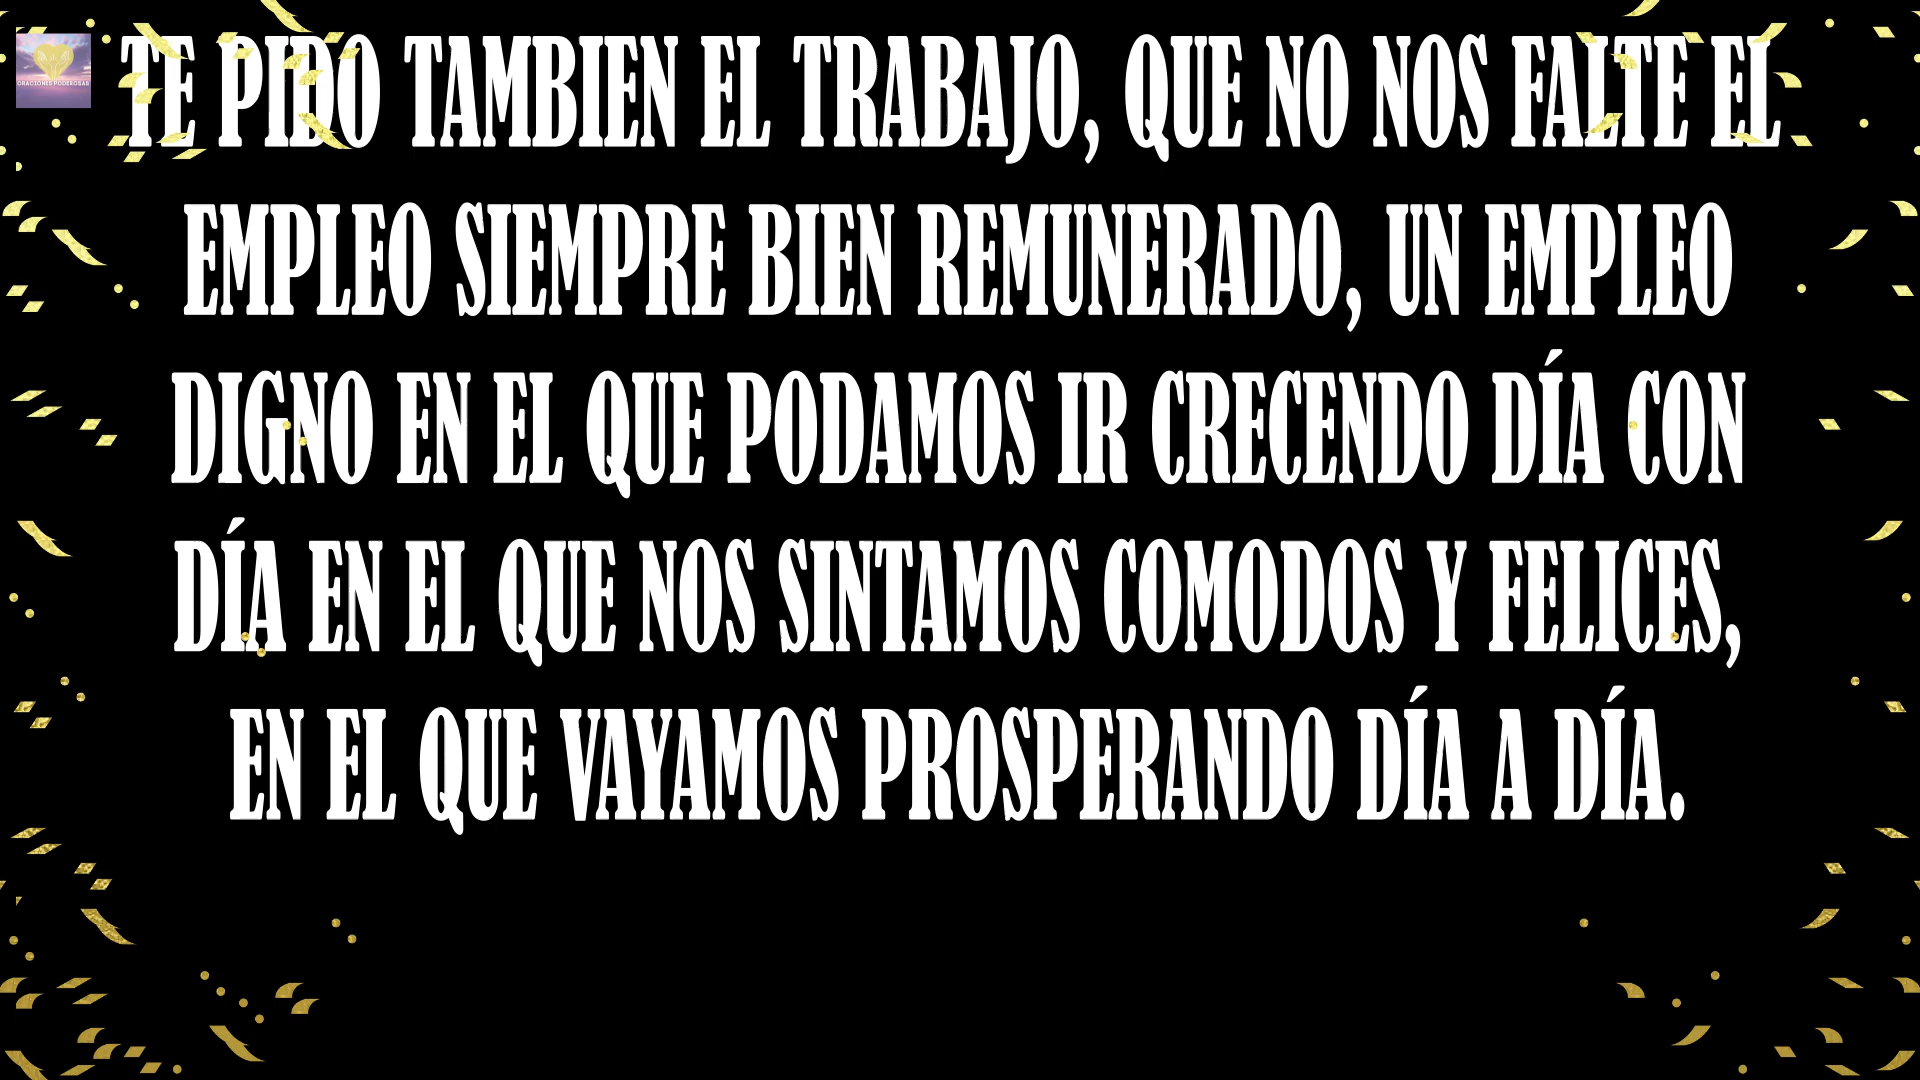 TE PIDO TAMBIEN EL TRABAJO, QUE NO NOS FALTE EL
EMPLEO SIEMPRE BIEN REMUNERADO, UN EMPLEO
DIGNO EN EL QUE PODAMOS IR CRECENDO DÍA CON
DÍA EN EL QUE NOS SINTAMOS COMODOS Y FELICES,
EN EL QUE VAYAMOS PROSPERANDO DÍA A DÍA.
ORACIONES PODEROSAS